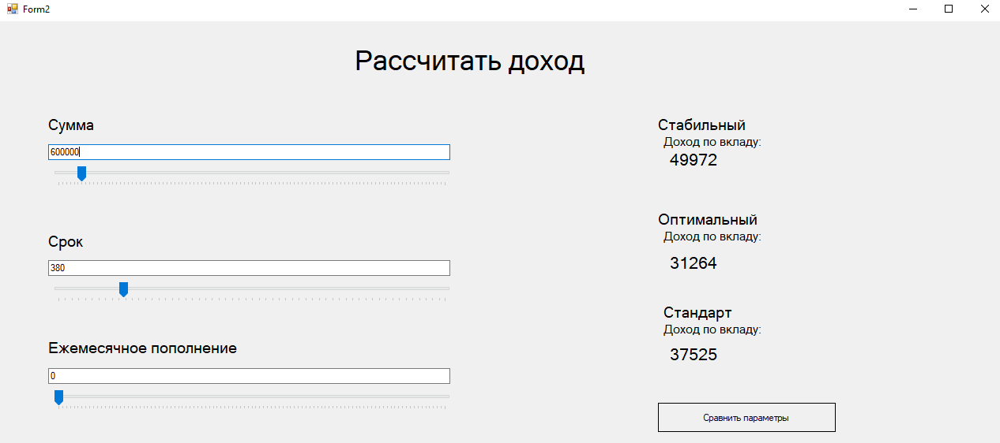 Form2
Рассчитать доход
Сумма
600000
Срок
380
Ежемесячное пополнение
0
Стабильный
Доход по вкладу:
49972
Оптимальный
Доход по вкладу:
31264
Стандарт
Доход по вкладу:
37525
Сравнить параметры